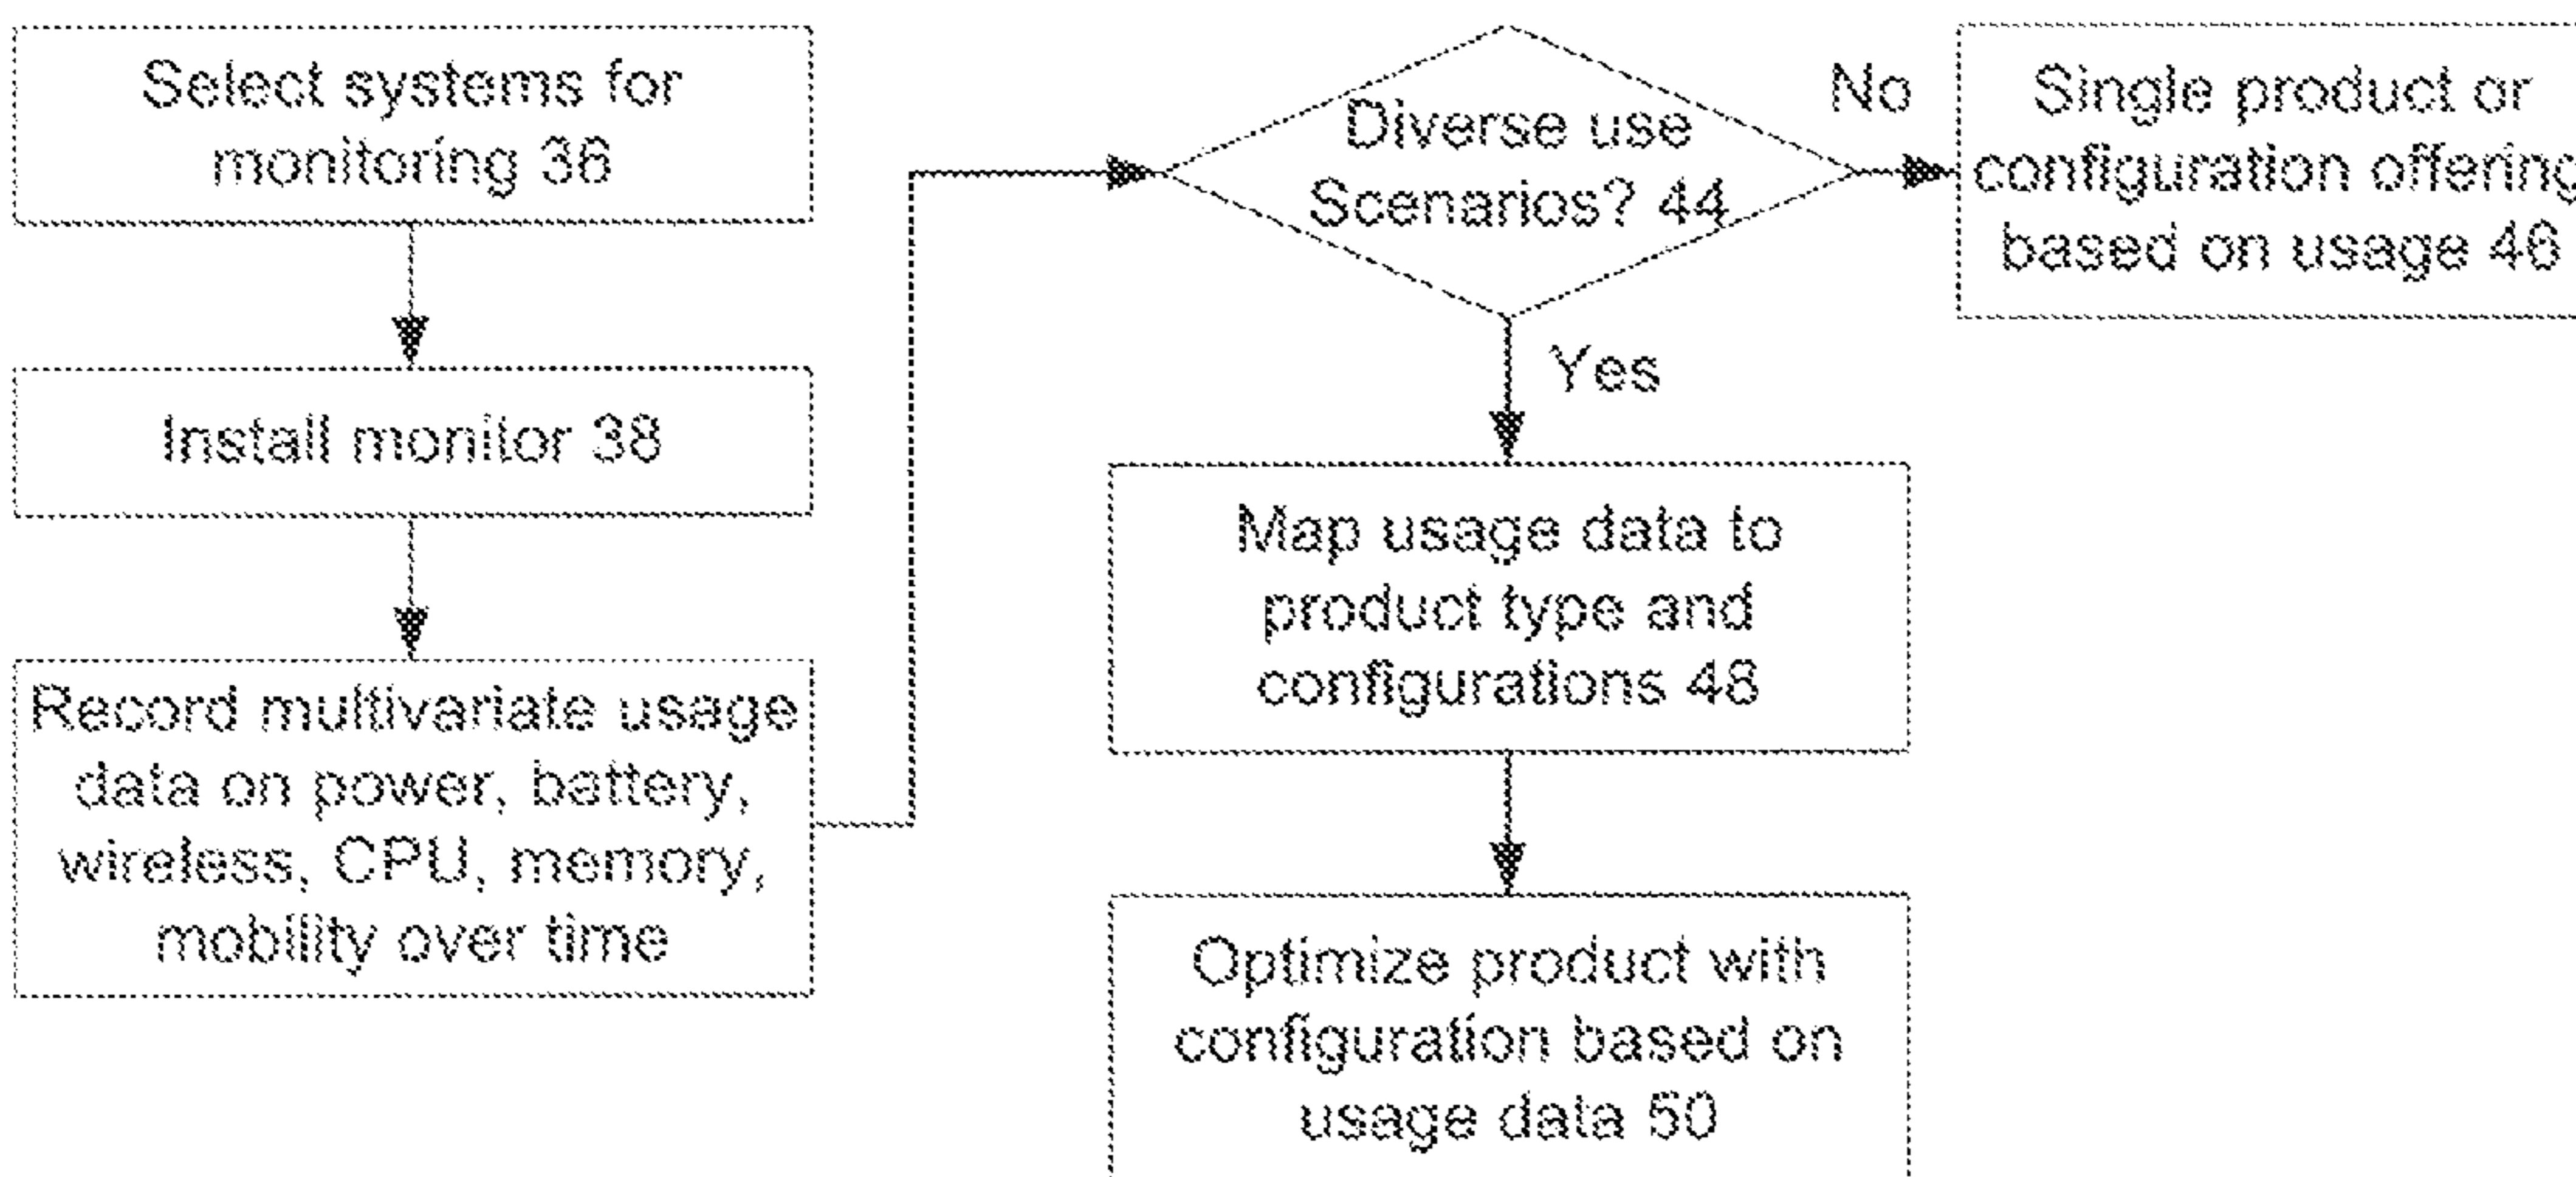 Select systems for
monitoring 36
Install monitor 38
Record multivariate usage
data on power, battery,
wireless, CPU, memory,
mobility over time
Diverse use
Scenarios? 44
No
Single product or
configuration offering
based on usage 46
Yes
Map usage data to
product type and
configurations 48
Optimize product with
configuration based on
usage data 50